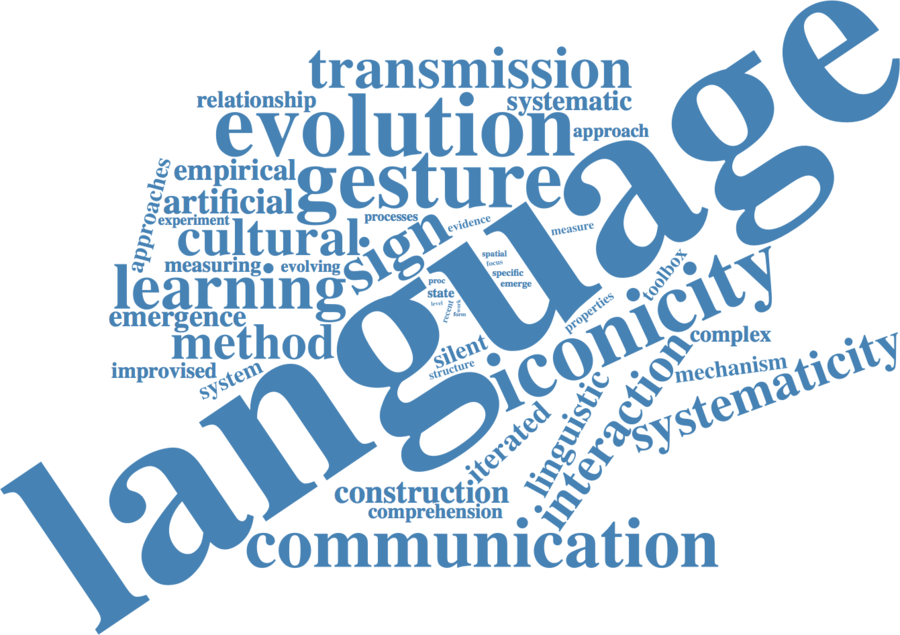 transmission
relationship
systematic
evolution
approach
empirical
gesture
approaches
artificial
experiment
processes
evidence
measure
cultural
sign
language
spatial
focus
measuring
evolving
specific
emerge
toolbox
learning
proc
state
level
recent
work
form
properties
iconicity
emergence
method
silent
structure
complex
improvised
system
mechanism
systematicity
iterated
linguistic
interaction
construction
comprehension
communication